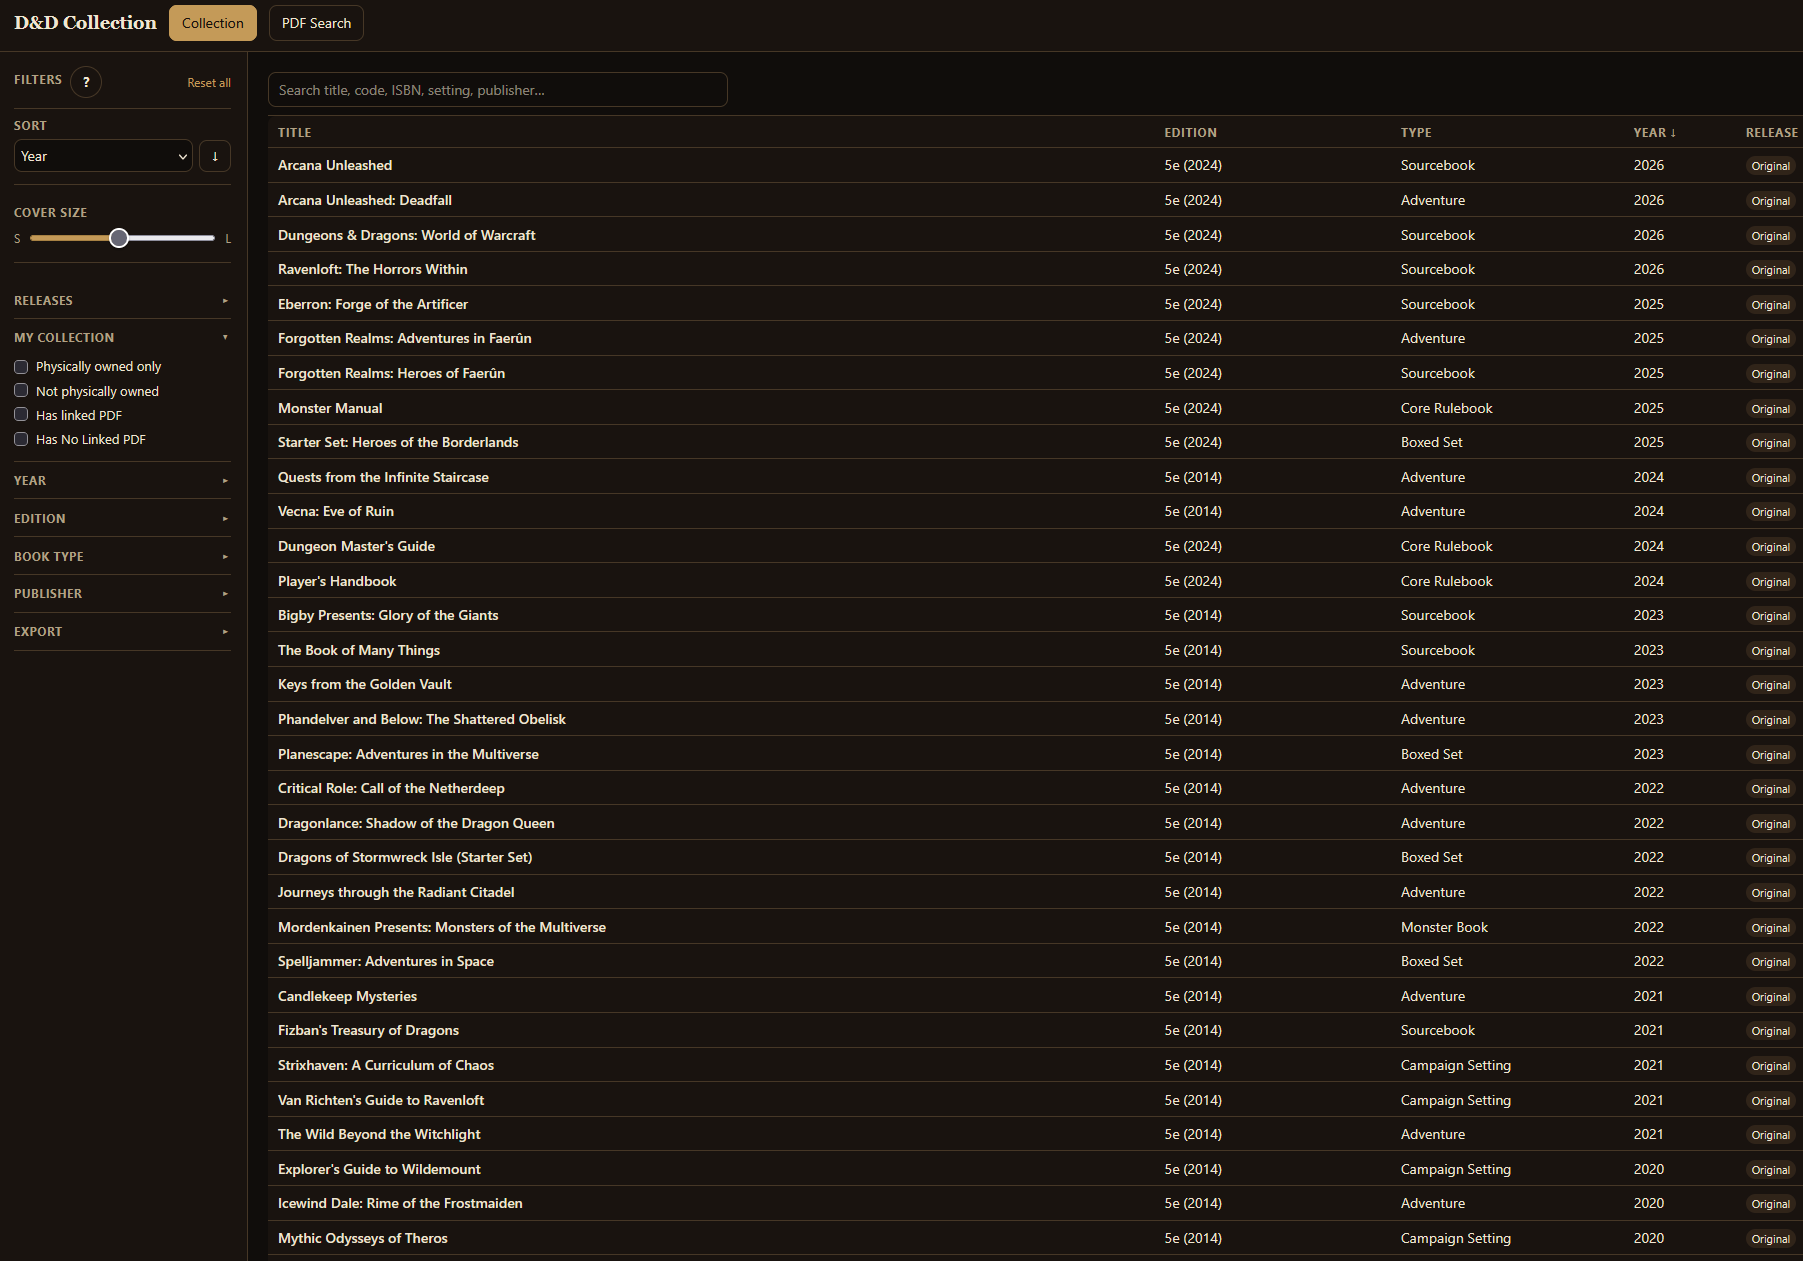 D&D Collection Collection PDF Search
FILTERS ? Reset all
SORT
Year ↓
COVER SIZE
S L
RELEASES ▸
MY COLLECTION ▾
Physically owned only
Not physically owned
Has linked PDF
Has No Linked PDF
YEAR ▸
EDITION ▸
BOOK TYPE ▸
PUBLISHER ▸
EXPORT ▸
Search title, code, ISBN, setting, publisher...
TITLE EDITION TYPE YEAR ↓ RELEASE
Arcana Unleashed 5e (2024) Sourcebook 2026 Original
Arcana Unleashed: Deadfall 5e (2024) Adventure 2026 Original
Dungeons & Dragons: World of Warcraft 5e (2024) Sourcebook 2026 Original
Ravenloft: The Horrors Within 5e (2024) Sourcebook 2026 Original
Eberron: Forge of the Artificer 5e (2024) Sourcebook 2025 Original
Forgotten Realms: Adventures in Faerûn 5e (2024) Adventure 2025 Original
Forgotten Realms: Heroes of Faerûn 5e (2024) Sourcebook 2025 Original
Monster Manual 5e (2024) Core Rulebook 2025 Original
Starter Set: Heroes of the Borderlands 5e (2024) Boxed Set 2025 Original
Quests from the Infinite Staircase 5e (2014) Adventure 2024 Original
Vecna: Eve of Ruin 5e (2014) Adventure 2024 Original
Dungeon Master's Guide 5e (2024) Core Rulebook 2024 Original
Player's Handbook 5e (2024) Core Rulebook 2024 Original
Bigby Presents: Glory of the Giants 5e (2014) Sourcebook 2023 Original
The Book of Many Things 5e (2014) Sourcebook 2023 Original
Keys from the Golden Vault 5e (2014) Adventure 2023 Original
Phandelver and Below: The Shattered Obelisk 5e (2014) Adventure 2023 Original
Planescape: Adventures in the Multiverse 5e (2014) Boxed Set 2023 Original
Critical Role: Call of the Netherdeep 5e (2014) Adventure 2022 Original
Dragonlance: Shadow of the Dragon Queen 5e (2014) Adventure 2022 Original
Dragons of Stormwreck Isle (Starter Set) 5e (2014) Boxed Set 2022 Original
Journeys through the Radiant Citadel 5e (2014) Adventure 2022 Original
Mordenkainen Presents: Monsters of the Multiverse 5e (2014) Monster Book 2022 Original
Spelljammer: Adventures in Space 5e (2014) Boxed Set 2022 Original
Candlekeep Mysteries 5e (2014) Adventure 2021 Original
Fizban's Treasury of Dragons 5e (2014) Sourcebook 2021 Original
Strixhaven: A Curriculum of Chaos 5e (2014) Campaign Setting 2021 Original
Van Richten's Guide to Ravenloft 5e (2014) Campaign Setting 2021 Original
The Wild Beyond the Witchlight 5e (2014) Adventure 2021 Original
Explorer's Guide to Wildemount 5e (2014) Campaign Setting 2020 Original
Icewind Dale: Rime of the Frostmaiden 5e (2014) Adventure 2020 Original
Mythic Odysseys of Theros 5e (2014) Campaign Setting 2020 Original